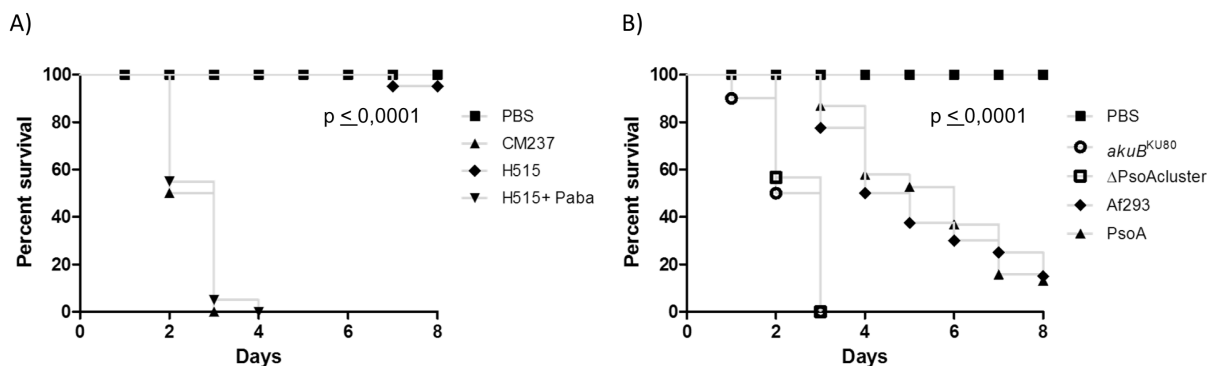 A)
B)
100
80
60
40
20
0
Percent survival
0
2
4
6
8
Days
p ≤ 0,0001
PBS
CM237
H515
H515+ Paba
100
80
60
40
20
0
Percent survival
0
2
4
6
8
Days
p ≤ 0,0001
PBS
akuB^KU80
ΔPsoAcluster
Af293
PsoA